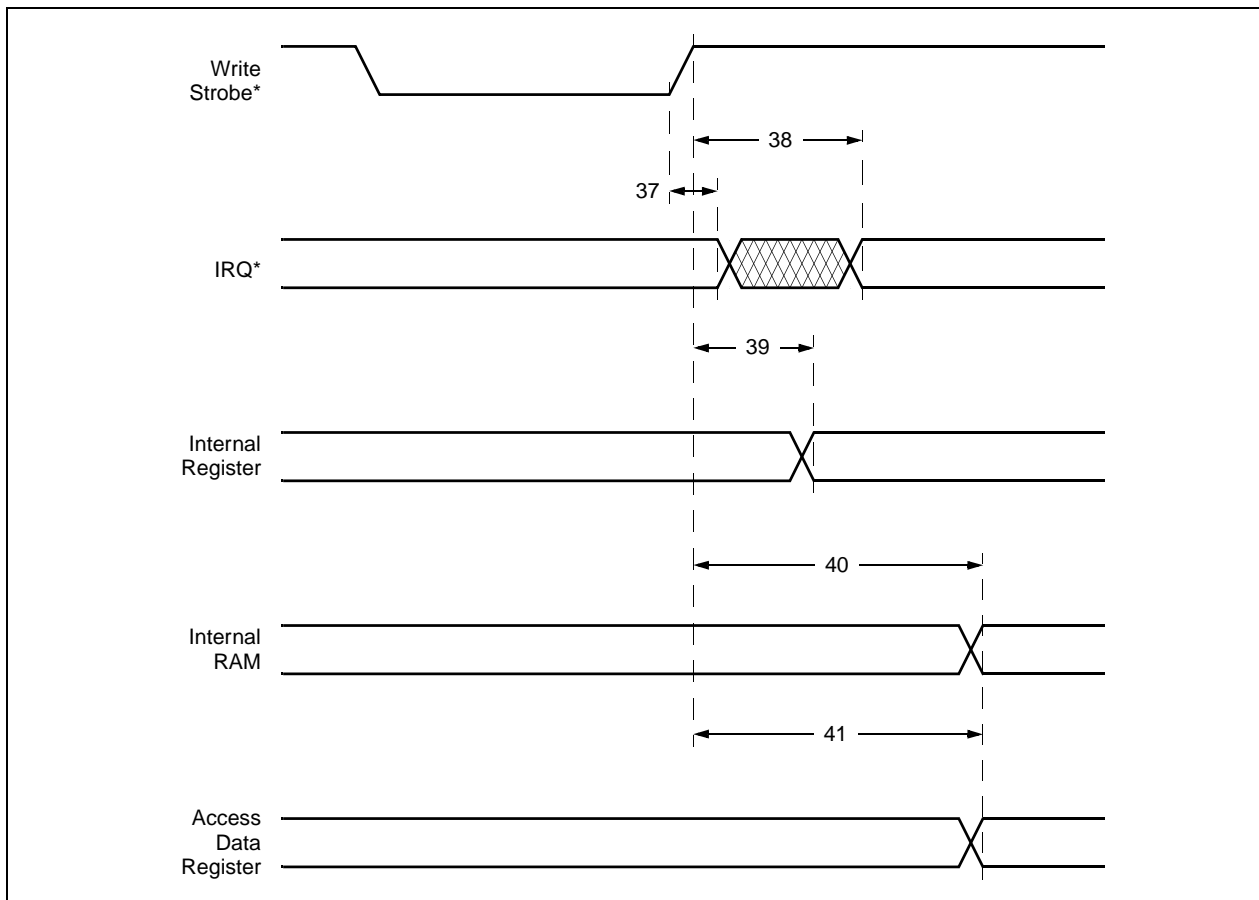 Write
Strobe*
38
37
IRQ*
39
Internal
Register
40
Internal
RAM
41
Access
Data
Register